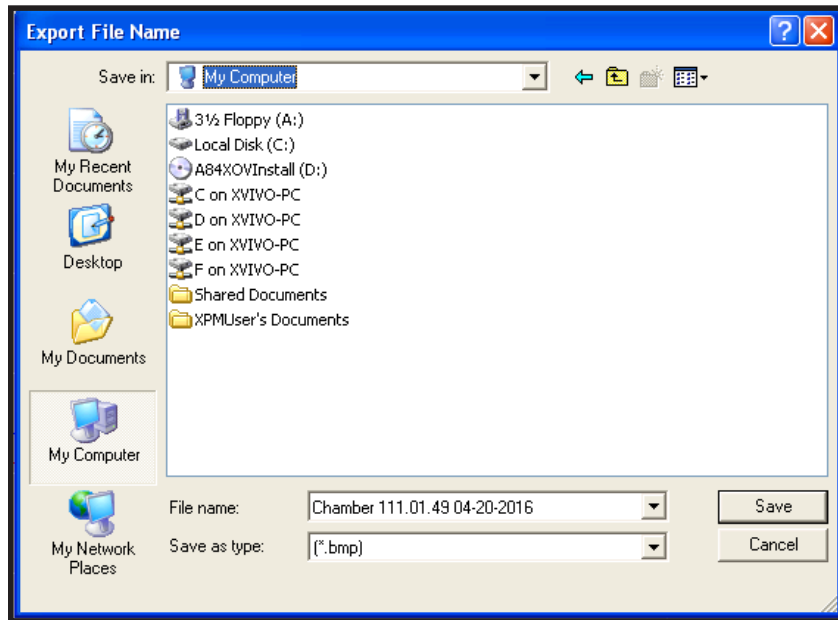 Export File Name
Save in:
My Computer
My Recent
Documents
Desktop
My Documents
My Computer
My Network
Places
3½ Floppy (A:)
Local Disk (C:)
A84XOVInstall (D:)
C on XVIVO-PC
D on XVIVO-PC
E on XVIVO-PC
F on XVIVO-PC
Shared Documents
XPMUser's Documents
File name:
Chamber 111.01.49 04-20-2016
Save
Save as type:
(*.bmp)
Cancel